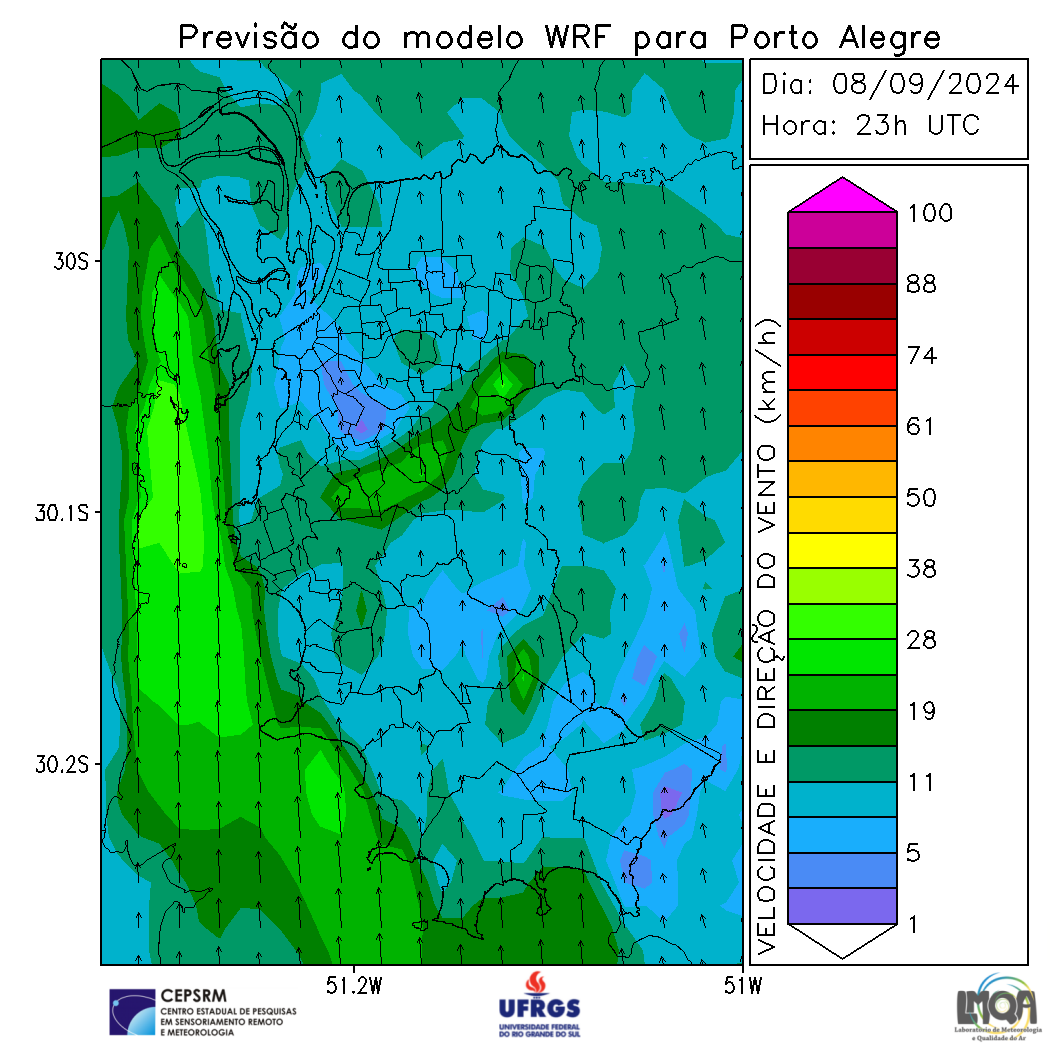 Previsão do modelo WRF para Porto Alegre
Dia: 08/09/2024
Hora: 23h UTC
30S
30.1S
30.2S
51.2W
51W
VELOCIDADE E DIREÇÃO DO VENTO (km/h)
100
88
74
61
50
38
28
19
11
5
1
CEPSRM
CENTRO ESTADUAL DE PESQUISAS
EM SENSORIAMENTO REMOTO
E METEOROLOGIA
UFRGS
UNIVERSIDADE FEDERAL
DO RIO GRANDE DO SUL
LMQA
Laboratório de Meteorologia
e Qualidade do Ar